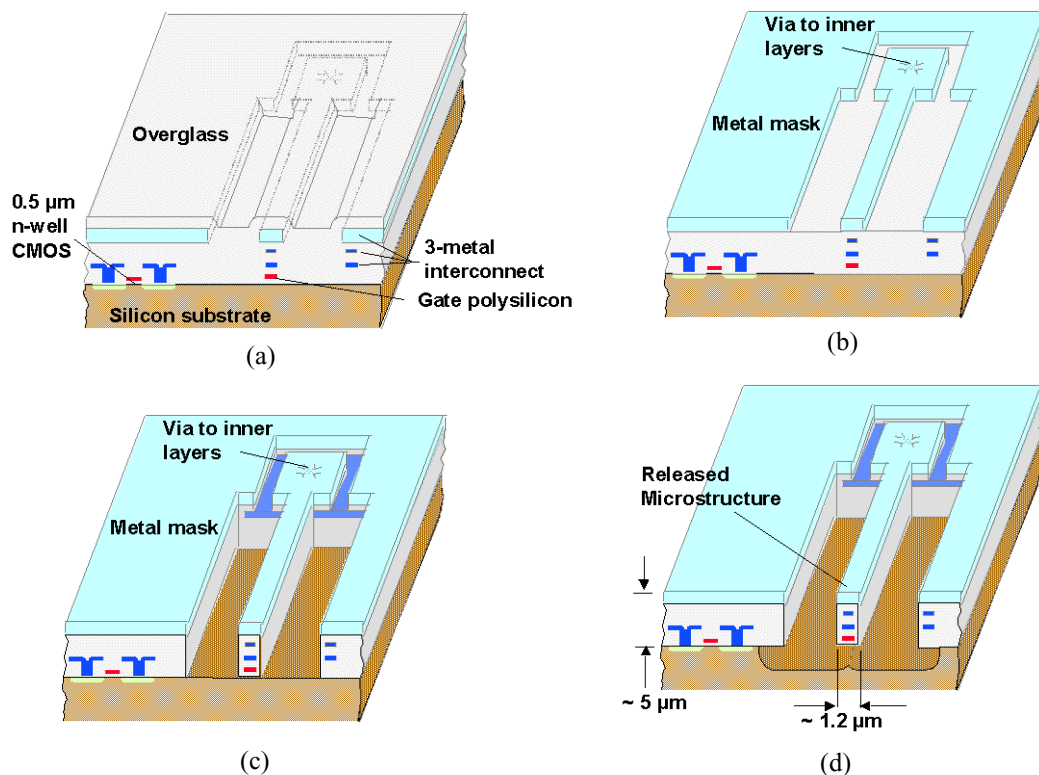 Overglass
0.5 µm
n-well
CMOS
3-metal
interconnect
Gate polysilicon
Silicon substrate
(a)
Via to inner
layers
Metal mask
(b)
Via to inner
layers
Metal mask
(c)
Released
Microstructure
~ 5 µm
~ 1.2 µm
(d)